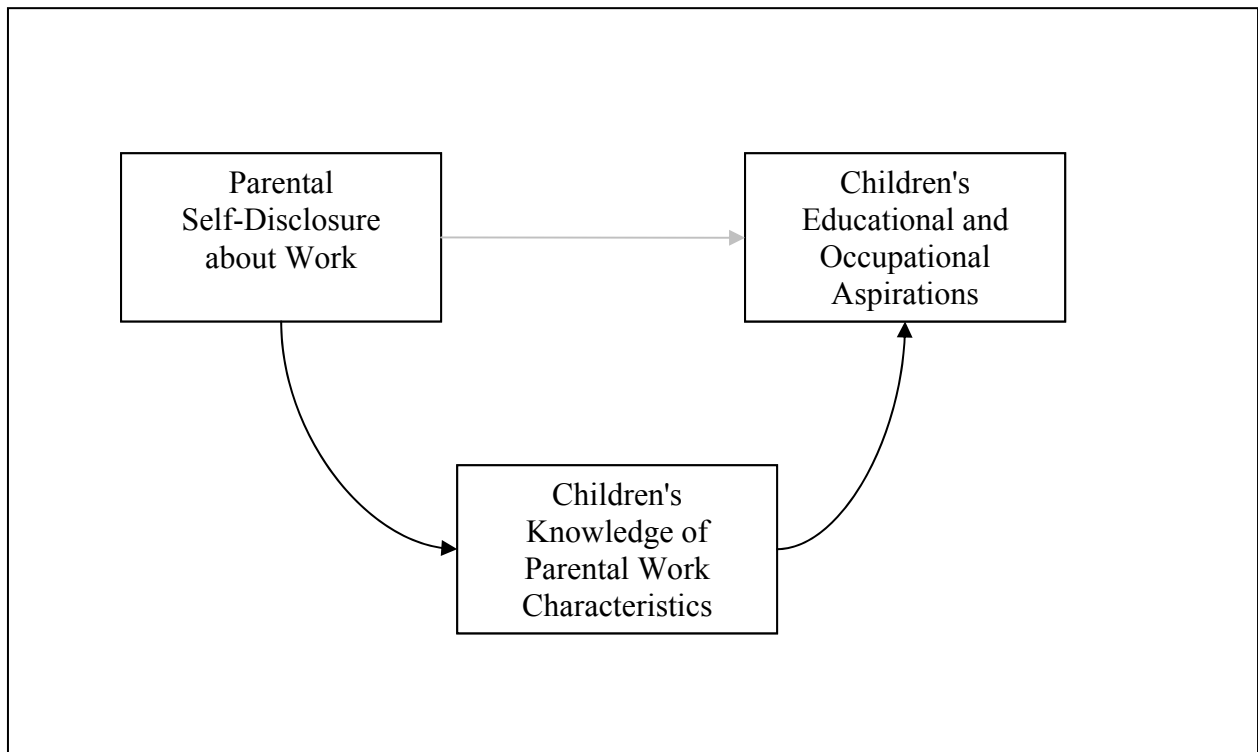 Parental
Self-Disclosure
about Work
Children's
Educational and
Occupational
Aspirations
Children's
Knowledge of
Parental Work
Characteristics